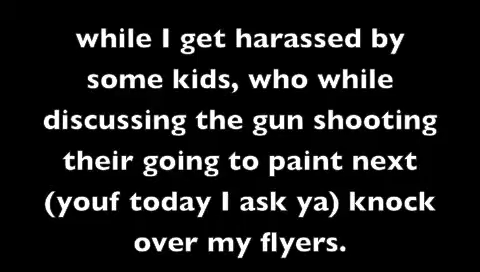 while I get harassed by
some kids, who while
discussing the gun shooting
their going to paint next
(youf today I ask ya) knock
over my flyers.